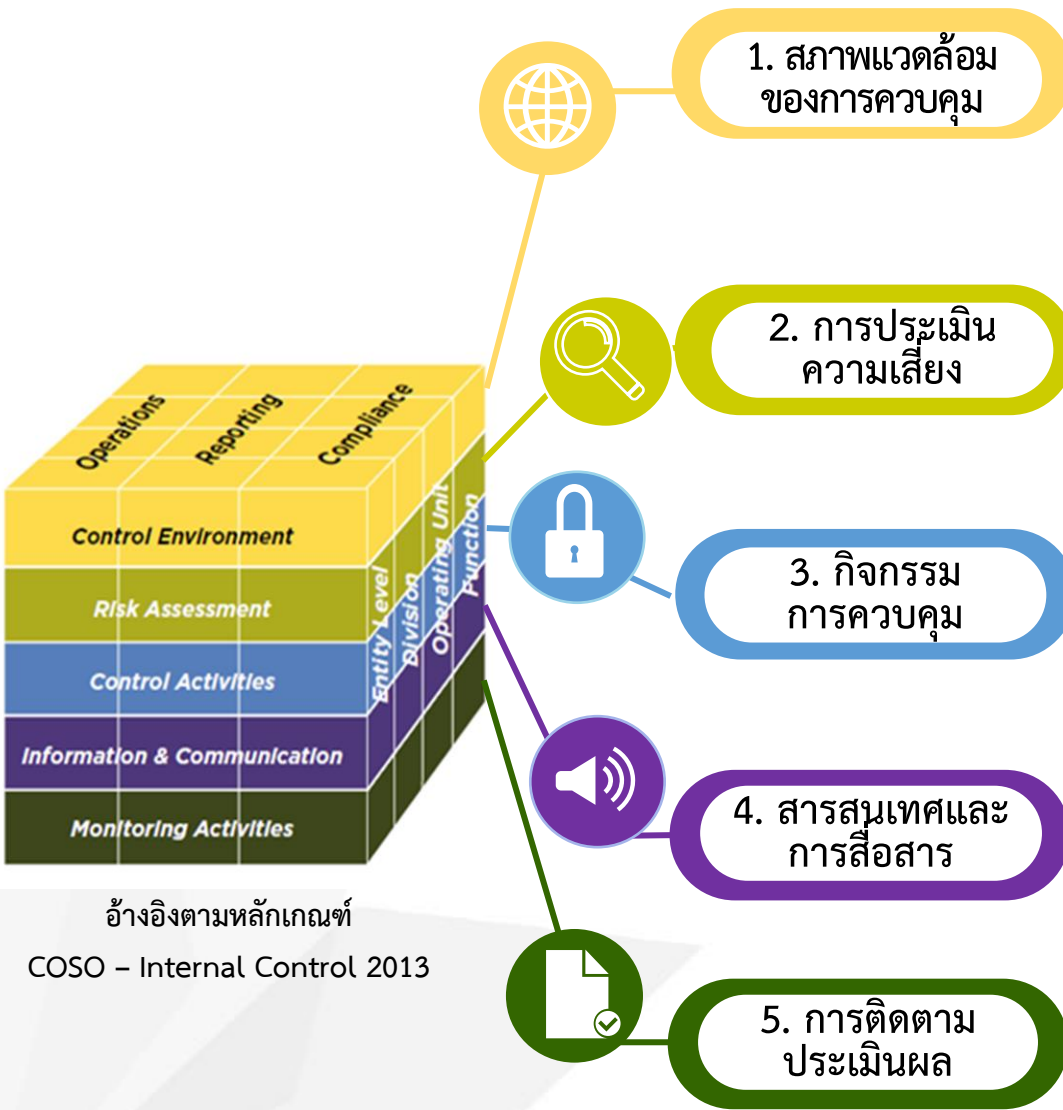 1. สภาพแวดล้อม
ของการควบคุม
2. การประเมิน
ความเสี่ยง
3. กิจกรรม
การควบคุม
4. สารสนเทศและ
การสื่อสาร
5. การติดตาม
ประเมินผล
Operations
Reporting
Compliance
Control Environment
Risk Assessment
Control Activities
Information & Communication
Monitoring Activities
Entity Level
Division
Operating Unit
Function
อ้างอิงตามหลักเกณฑ์
COSO – Internal Control 2013